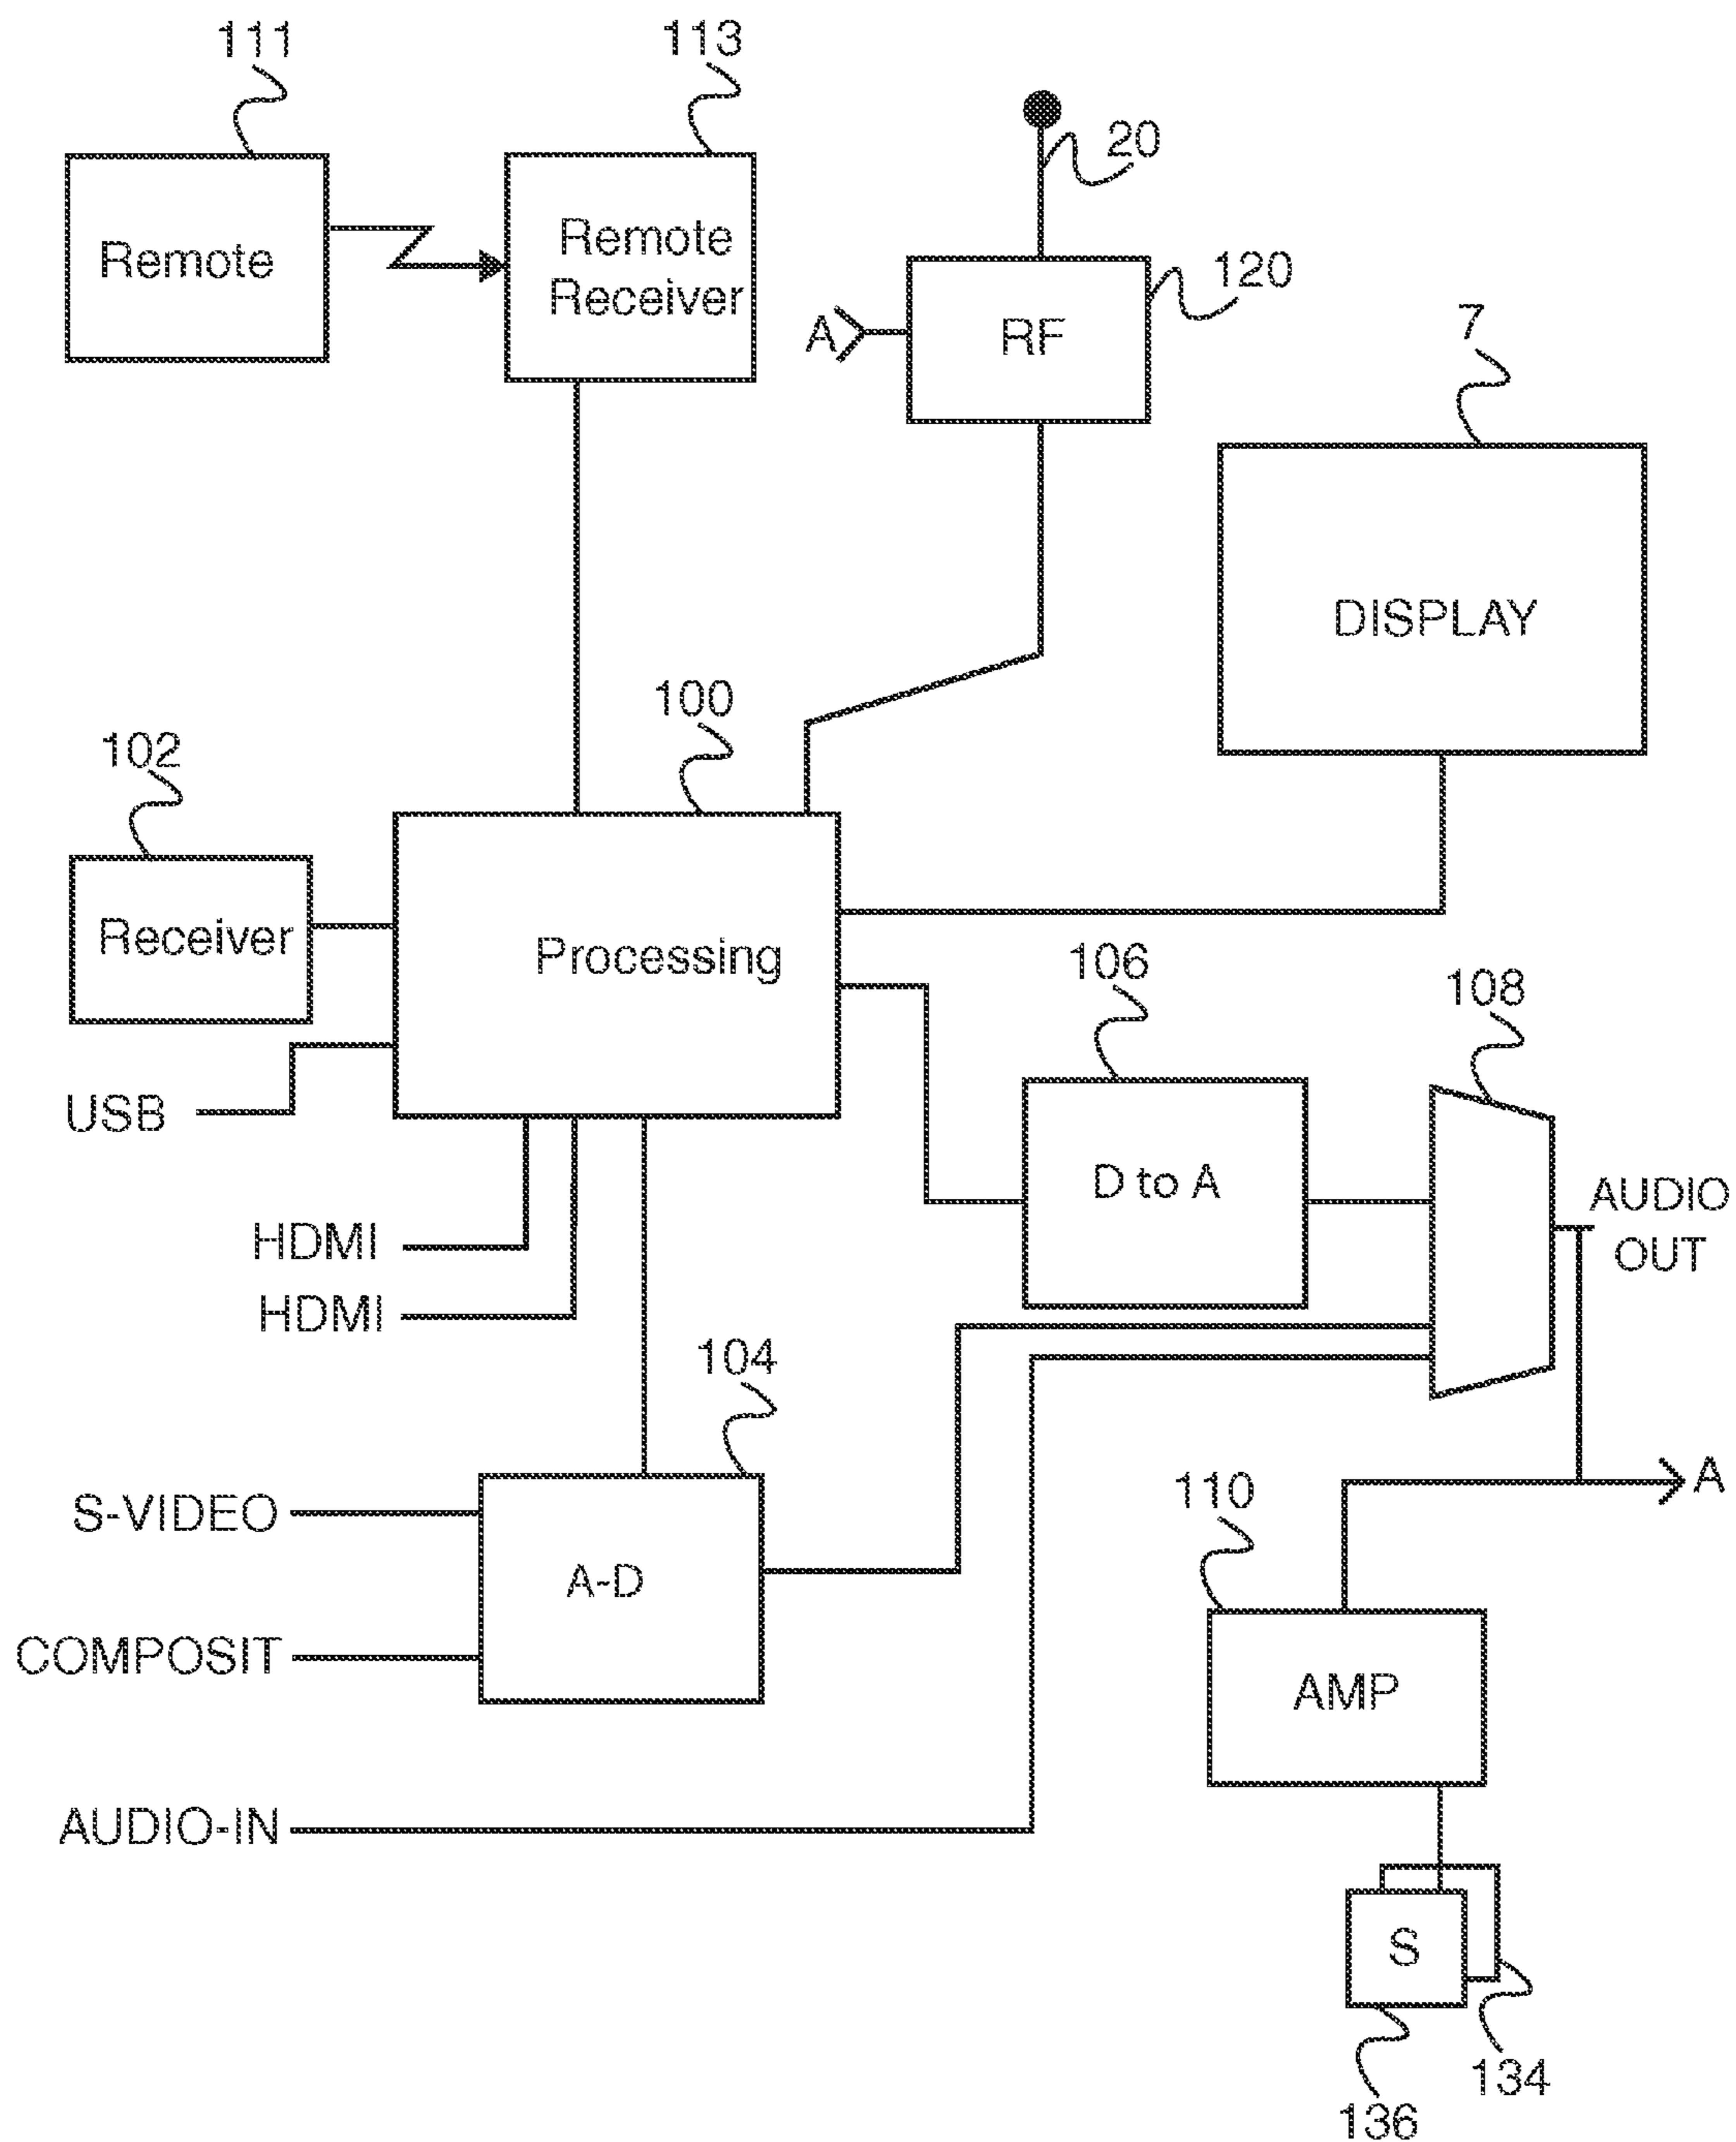 111
113
20
Remote
Remote
Receiver
120
A
RF
7
DISPLAY
100
102
Receiver
Processing
106
108
USB
D to A
AUDIO
OUT
HDMI
HDMI
104
110
A
S-VIDEO
A-D
COMPOSIT
AMP
AUDIO-IN
S
134
136